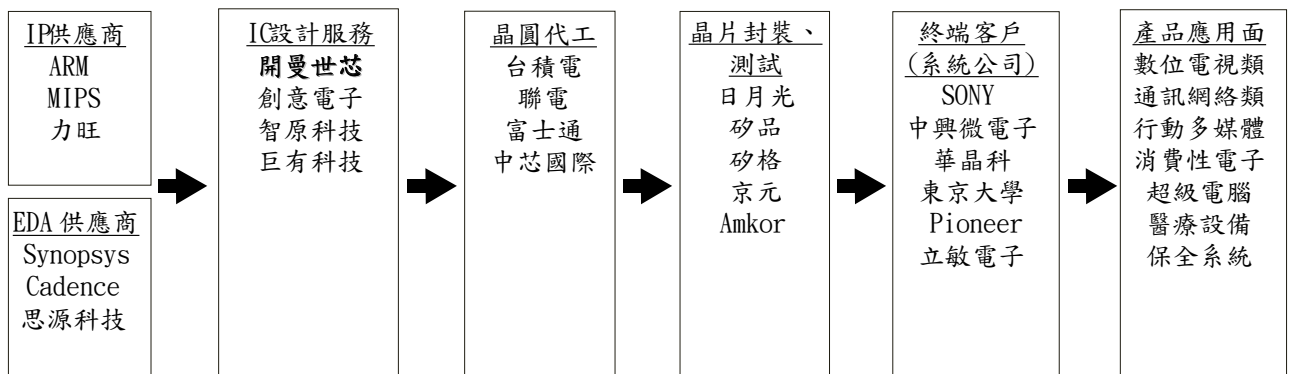 IP供應商
ARM
MIPS
力旺
EDA 供應商
Synopsys
Cadence
思源科技
IC設計服務
開曼世芯
創意電子
智原科技
巨有科技
晶圓代工
台積電
聯電
富士通
中芯國際
晶片封裝、
測試
日月光
矽品
矽格
京元
Amkor
終端客戶
(系統公司)
SONY
中興微電子
華晶科
東京大學
Pioneer
立敏電子
產品應用面
數位電視類
通訊網絡類
行動多媒體
消費性電子
超級電腦
醫療設備
保全系統